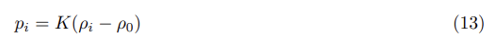 p_i = K(ρ_i − ρ_0) (13)